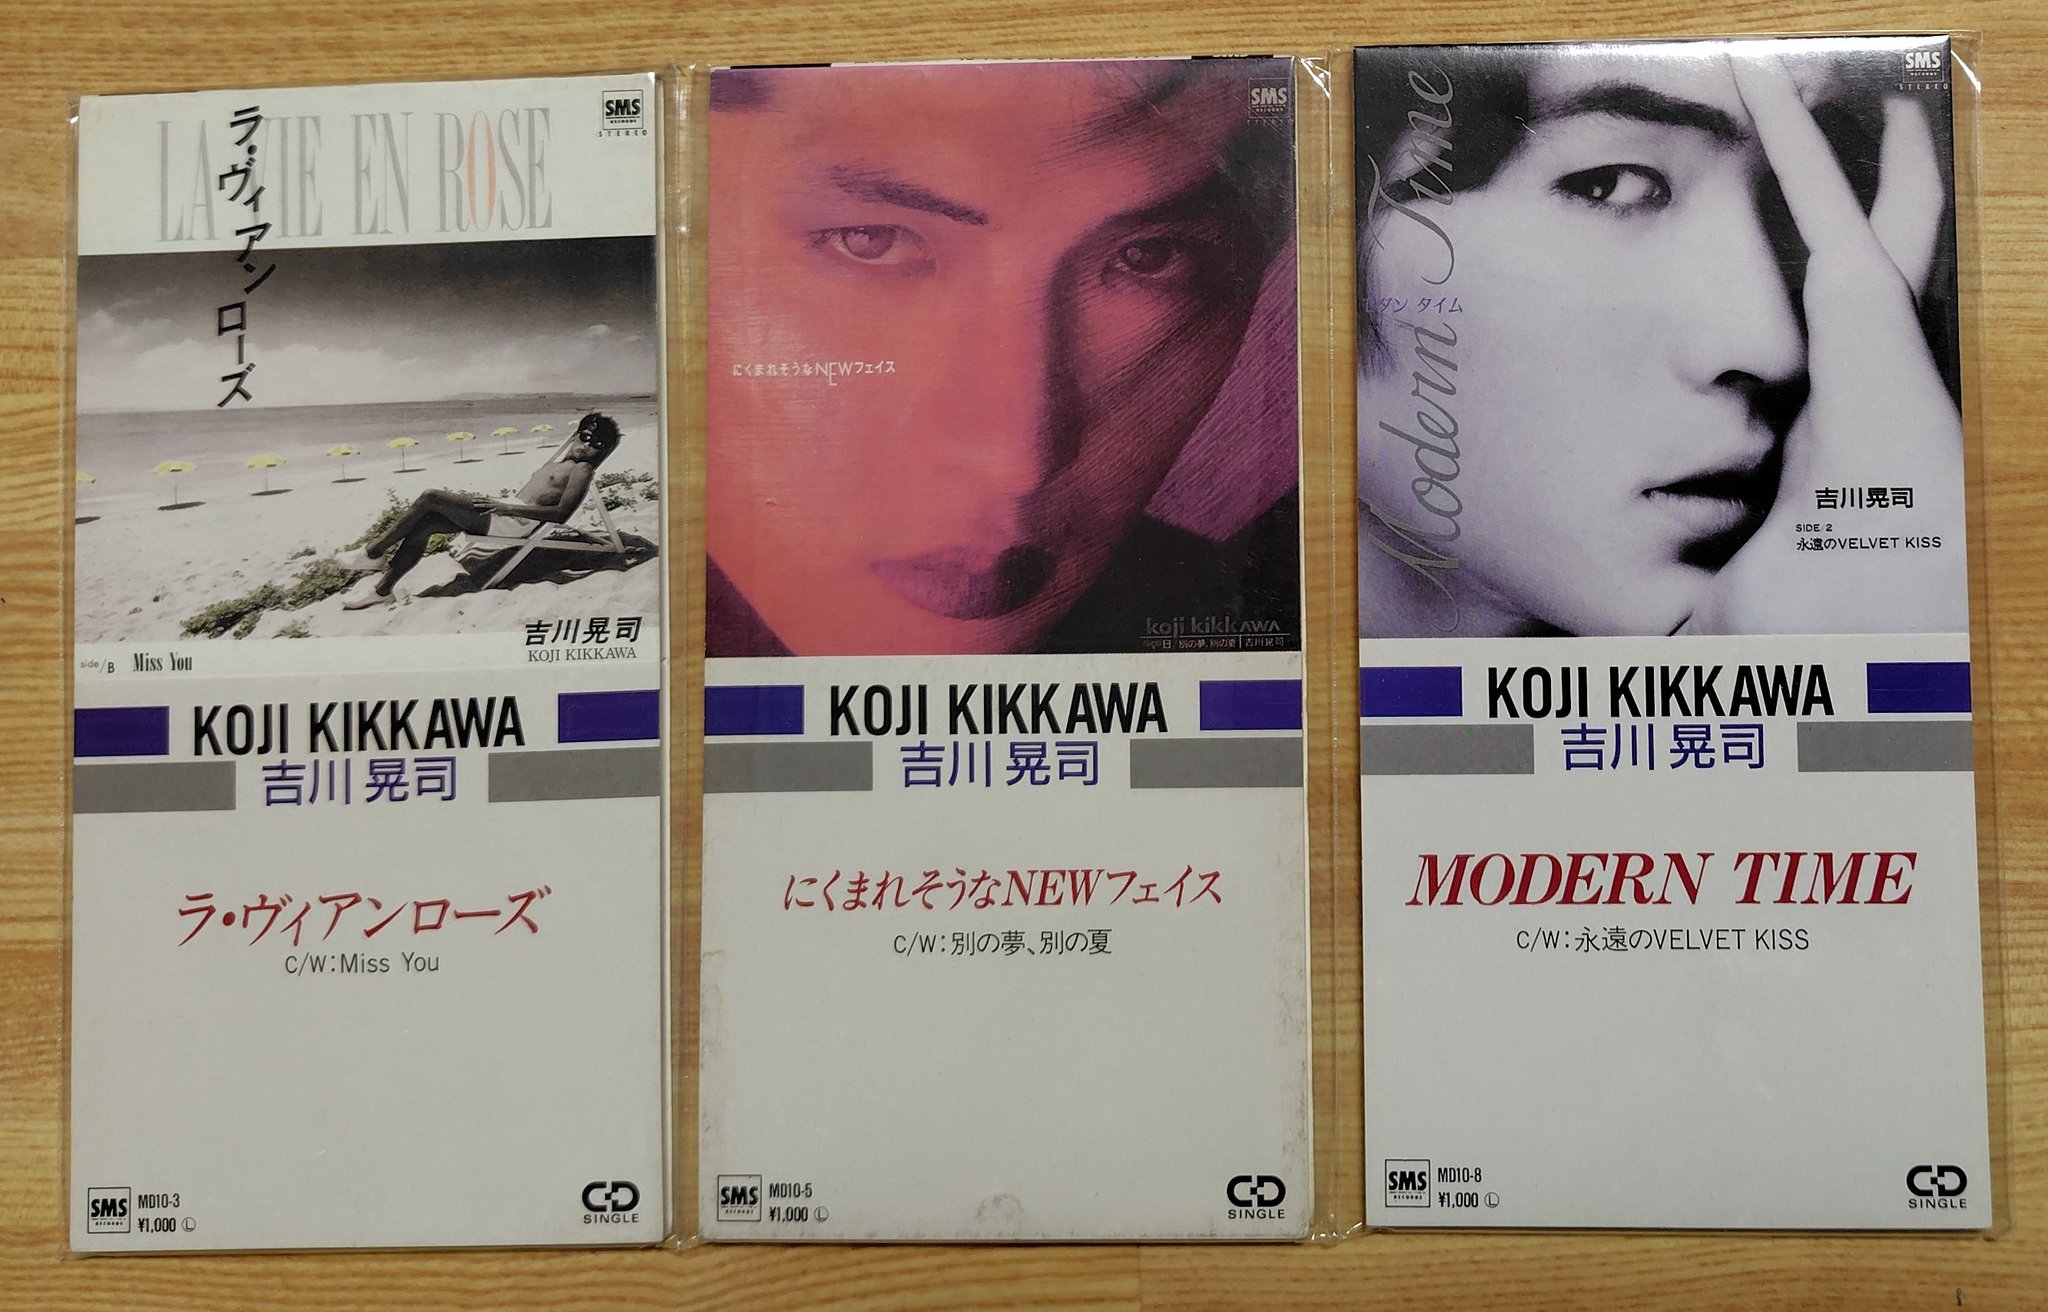 LA VIE EN ROSE
ラ・ヴィアンローズ
SMS
RECORDS
STEREO
吉川晃司
KOJI KIKKAWA
side/B Miss You
KOJI KIKKAWA
吉川晃司
ラ・ヴィアンローズ
C/W:Miss You
SMS
RECORDS
MD10-3
¥1,000 Ⓛ
CD
SINGLE
SMS
RECORDS
STEREO
にくまれそうなNEWフェイス
koji kikkawa
side B/別の夢、別の夏 | 吉川晃司
KOJI KIKKAWA
吉川晃司
にくまれそうなNEWフェイス
C/W:別の夢、別の夏
SMS
RECORDS
MD10-5
¥1,000 Ⓛ
CD
SINGLE
SMS
RECORDS
STEREO
Modern Time
モダン タイム
吉川晃司
SIDE/2
永遠のVELVET KISS
KOJI KIKKAWA
吉川晃司
MODERN TIME
C/W:永遠のVELVET KISS
SMS
RECORDS
MD10-8
¥1,000 Ⓛ
CD
SINGLE